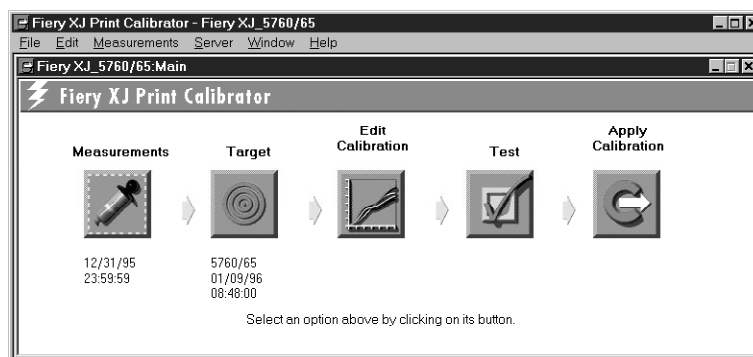 Fiery XJ Print Calibrator - Fiery XJ_5760/65
File Edit Measurements Server Window Help
Fiery XJ_5760/65:Main
Fiery XJ Print Calibrator
Measurements
Target
Edit
Calibration
Test
Apply
Calibration
12/31/95
23:59:59
5760/65
01/09/96
08:48:00
Select an option above by clicking on its button.